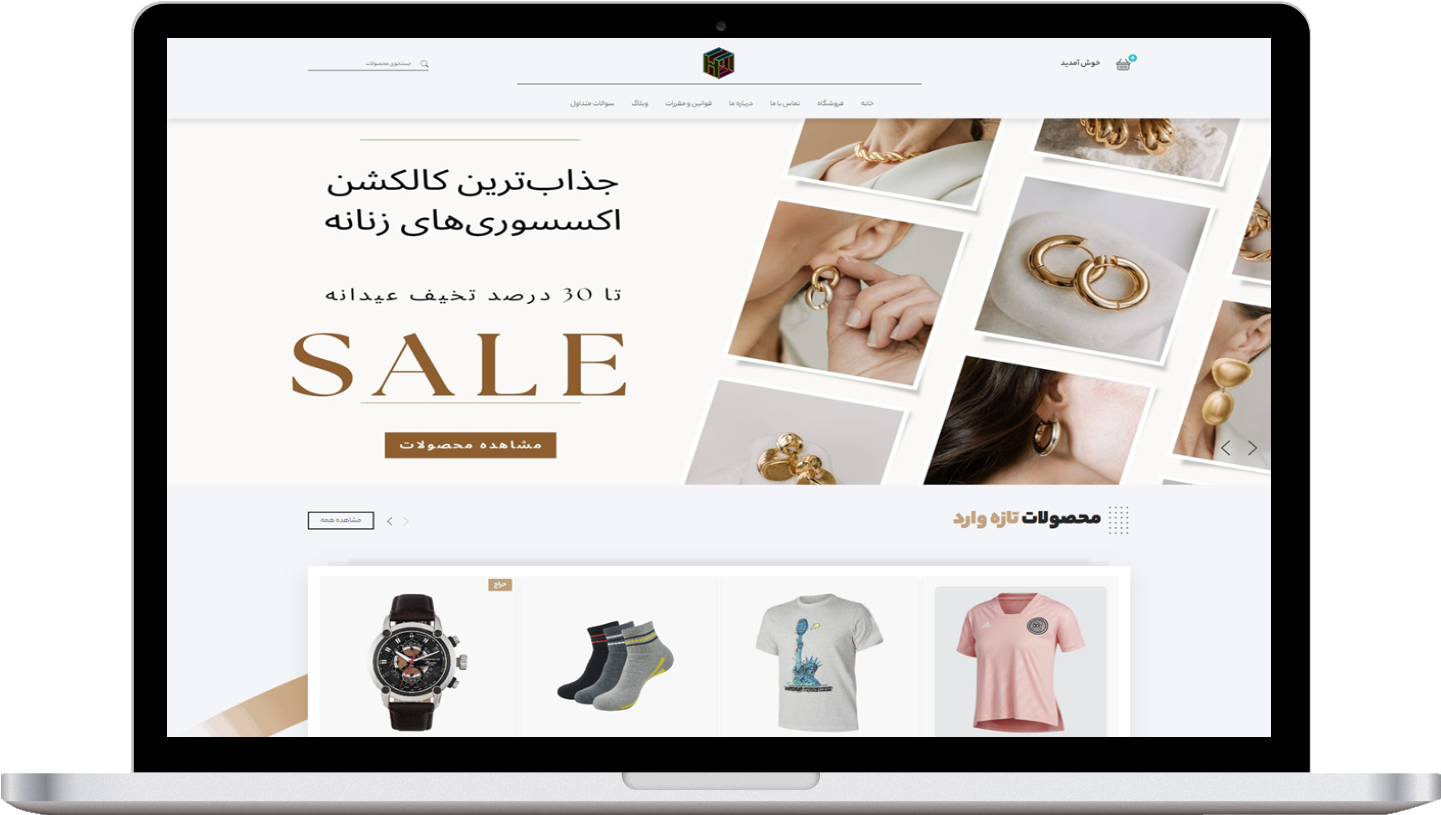 خوش آمدید
جستجوی محصولات
خانه فروشگاه تماس با ما درباره ما قوانین و مقررات وبلاگ سوالات متداول
جذاب‌ترین کالکشن
اکسسوری‌های زنانه
تا 30 درصد تخیف عیدانه
SALE
مشاهده محصولات
محصولات تازه وارد
مشاهده همه
حراج